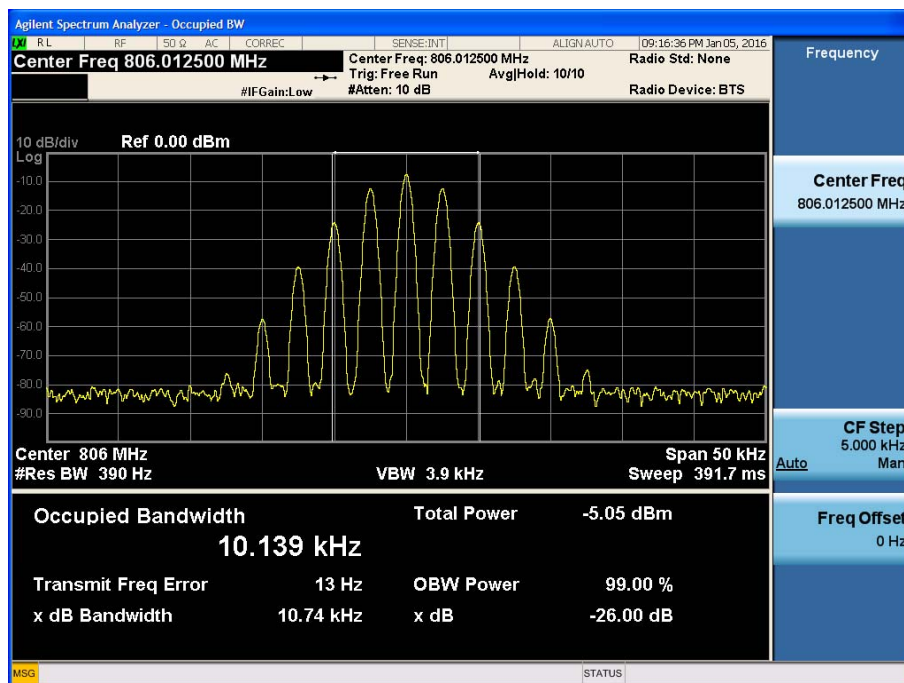 Agilent Spectrum Analyzer - Occupied BW
LXI RL RF 50 Ω AC CORREC SENSE:INT ALIGN AUTO 09:16:36 PM Jan 05, 2016
Center Freq 806.012500 MHz
Center Freq: 806.012500 MHz
Radio Std: None
Trig: Free Run Avg|Hold: 10/10
#IFGain:Low
#Atten: 10 dB
Radio Device: BTS
10 dB/div Ref 0.00 dBm
Log
-10.0
-20.0
-30.0
-40.0
-50.0
-60.0
-70.0
-80.0
-90.0
Center 806 MHz
Span 50 kHz
#Res BW 390 Hz
VBW 3.9 kHz
Sweep 391.7 ms
Occupied Bandwidth
10.139 kHz
Total Power -5.05 dBm
Transmit Freq Error 13 Hz
OBW Power 99.00 %
x dB Bandwidth 10.74 kHz
x dB -26.00 dB
MSG
STATUS
Frequency
Center Freq
806.012500 MHz
CF Step
5.000 kHz
Auto Man
Freq Offset
0 Hz